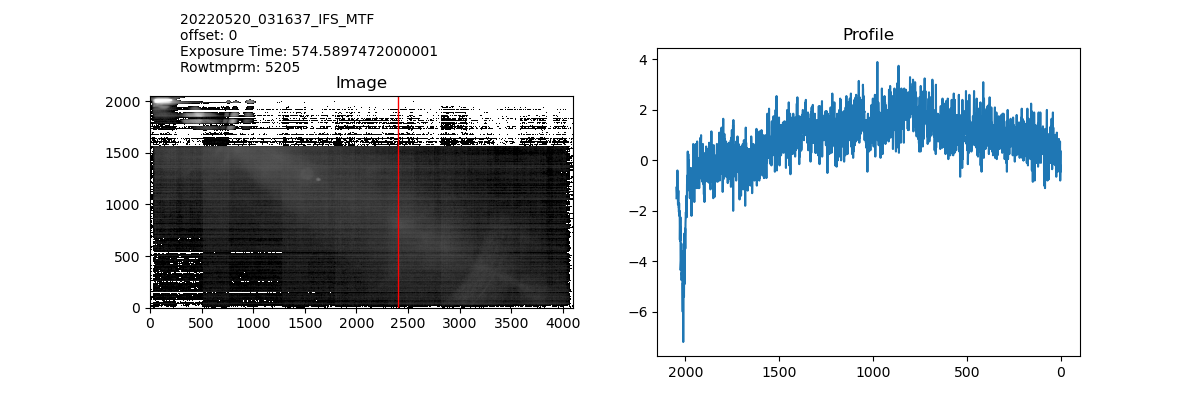 20220520_031637_IFS_MTF
offset: 0
Exposure Time: 574.5897472000001
Rowtmprm: 5205
Image
2000
1500
1000
500
0
0 500 1000 1500 2000 2500 3000 3500 4000
Profile
4
2
0
−2
−4
−6
2000 1500 1000 500 0